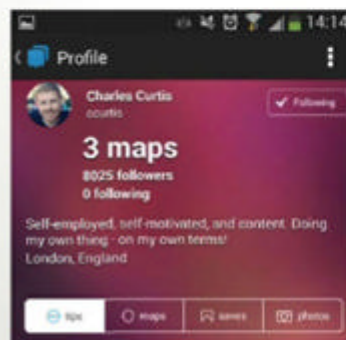 14:14
Profile
Charles Curtis
ccurtis
Following
3 maps
8025 followers
0 following
Self-employed, self-motivated, and content. Doing
my own thing - on my own terms!
London, England
tips maps saves photos